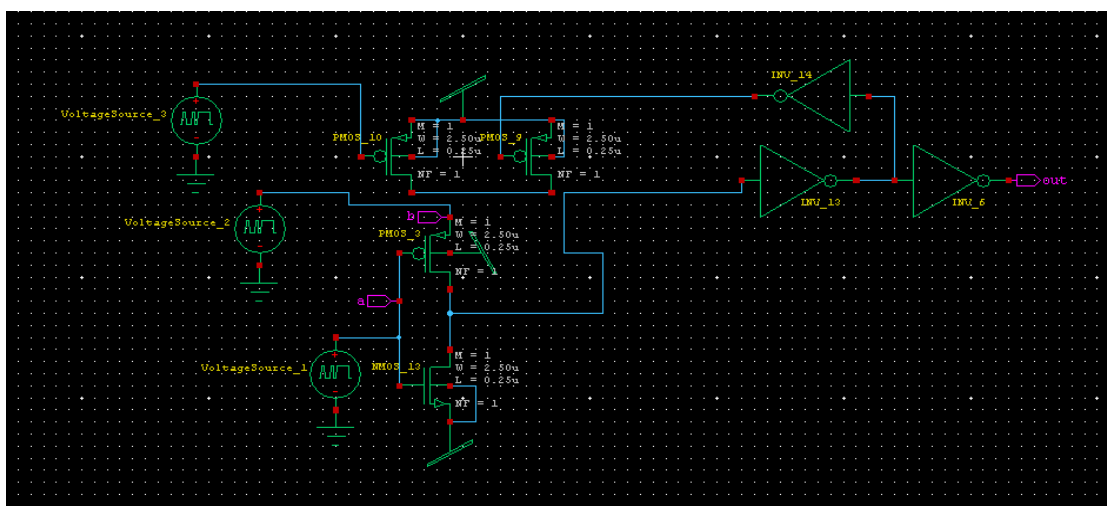 INV_14
VoltageSource_3
M = 1
M = 1
PMOS_10
W = 2.50u
PMOS_9
W = 2.50u
L = 0.25u
L = 0.25u
NF = 1
NF = 1
out
INV_13
INV_6
b
VoltageSource_2
M = 1
PMOS_3
W = 2.50u
L = 0.25u
NF = 1
a
M = 1
VoltageSource_1
NMOS_13
W = 2.50u
L = 0.25u
NF = 1